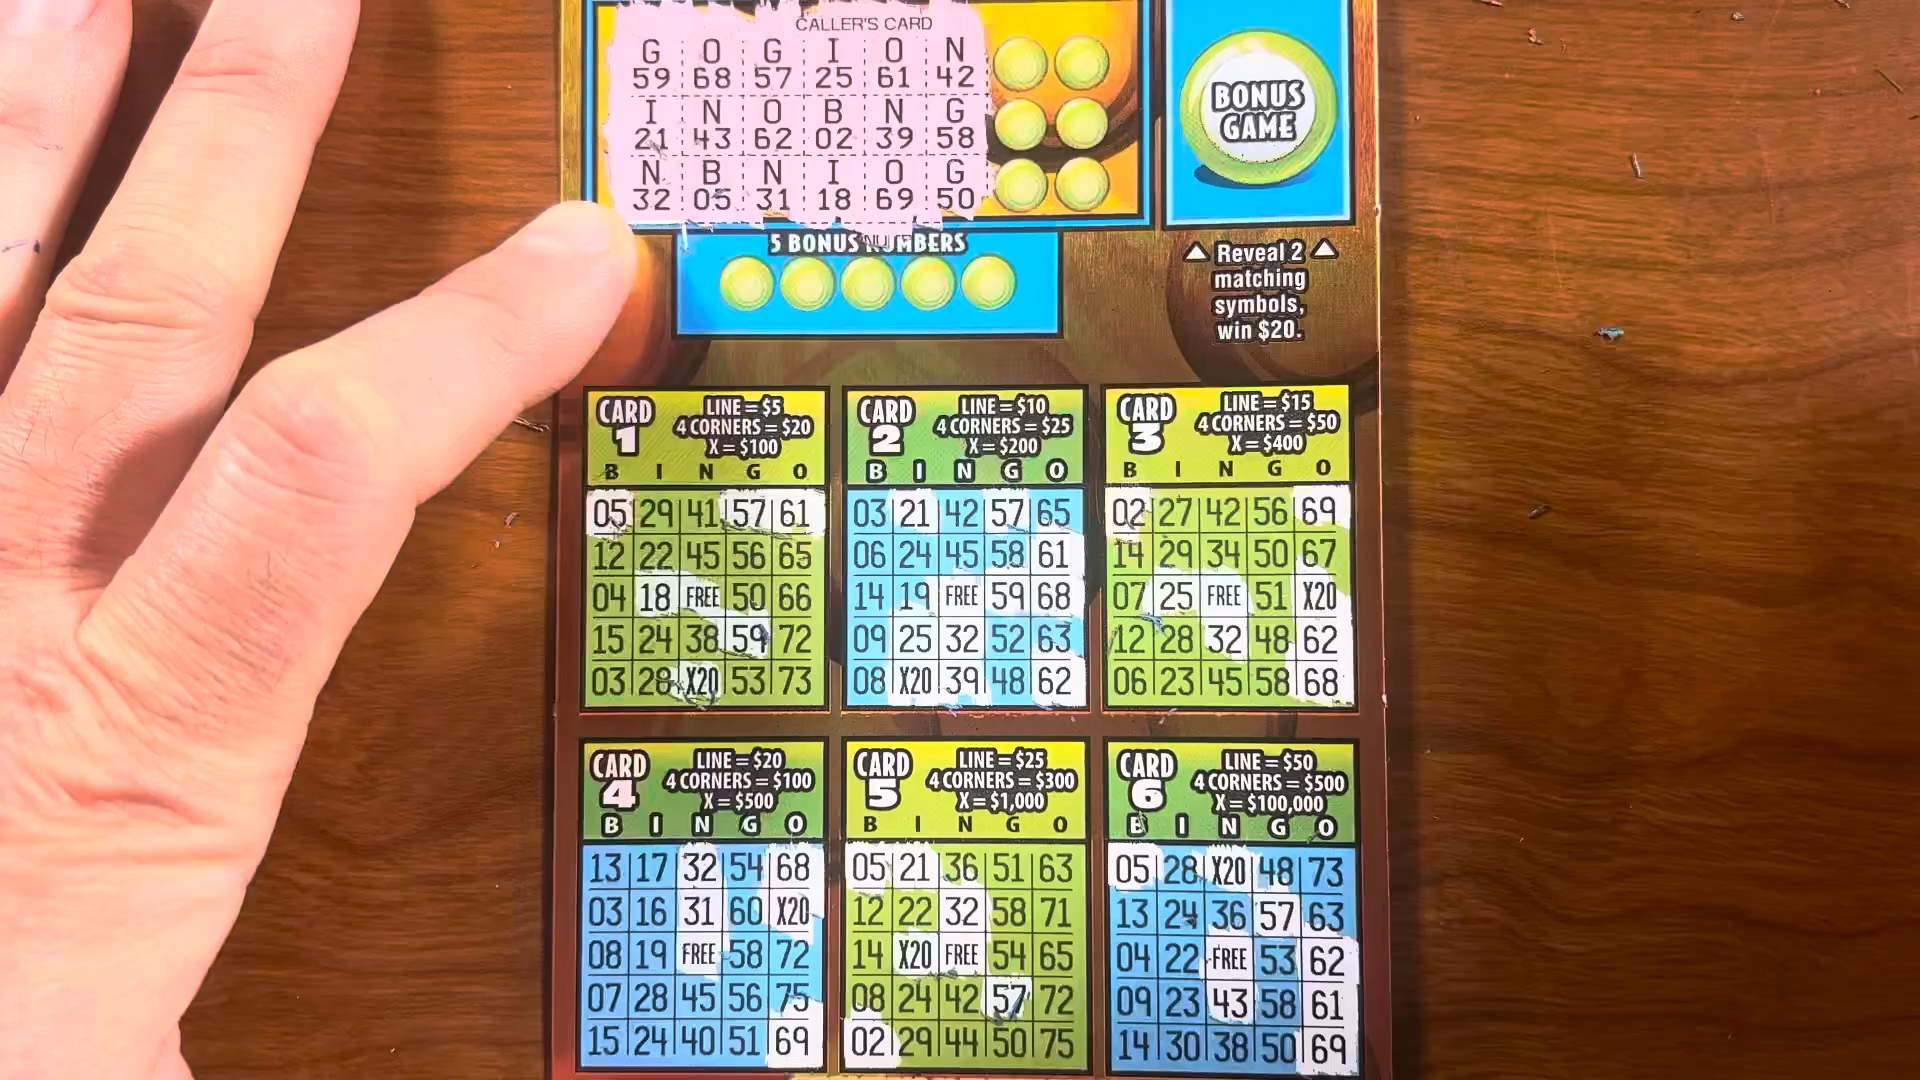 CALLER'S CARD
G O G I O N
59 68 57 25 61 42
I N O B N G
21 43 62 02 39 58
N B N I O G
32 05 31 18 69 50
BONUS
GAME
5 BONUS NUMBERS
Reveal 2
matching
symbols,
win $20.
CARD
1
LINE = $5
4 CORNERS = $20
X = $100
B I N G O
05 29 41 57 61
12 22 45 56 65
04 18 FREE 50 66
15 24 38 59 72
03 28 X20 53 73
CARD
2
LINE = $10
4 CORNERS = $25
X = $200
B I N G O
03 21 42 57 65
06 24 45 58 61
14 19 FREE 59 68
09 25 32 52 63
08 X20 39 48 62
CARD
3
LINE = $15
4 CORNERS = $50
X = $400
B I N G O
02 27 42 56 69
14 29 34 50 67
07 25 FREE 51 X20
12 28 32 48 62
06 23 45 58 68
CARD
4
LINE = $20
4 CORNERS = $100
X = $500
B I N G O
13 17 32 54 68
03 16 31 60 X20
08 19 FREE 58 72
07 28 45 56 75
15 24 40 51 69
CARD
5
LINE = $25
4 CORNERS = $300
X = $1,000
B I N G O
05 21 36 51 63
12 22 32 58 71
14 X20 FREE 54 65
08 24 42 57 72
02 29 44 50 75
CARD
6
LINE = $50
4 CORNERS = $500
X = $100,000
B I N G O
05 28 X20 48 73
13 24 36 57 63
04 22 FREE 53 62
09 23 43 58 61
14 30 38 50 69